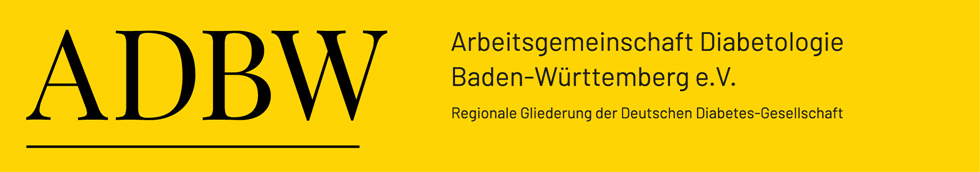 ADBW
Arbeitsgemeinschaft Diabetologie
Baden-Württemberg e.V.
Regionale Gliederung der Deutschen Diabetes-Gesellschaft